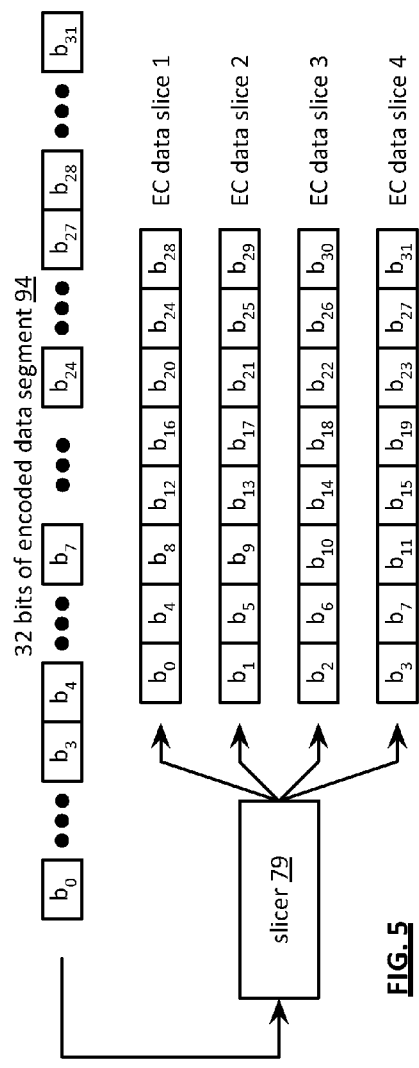 32 bits of encoded data segment 94
b0 ●●● b3 b4 ●●● b7 ●●● b24 ●●● b27 b28 ●●● b31
b0 b4 b8 b12 b16 b20 b24 b28 EC data slice 1
b1 b5 b9 b13 b17 b21 b25 b29 EC data slice 2
slicer 79
b2 b6 b10 b14 b18 b22 b26 b30 EC data slice 3
b3 b7 b11 b15 b19 b23 b27 b31 EC data slice 4
FIG. 5